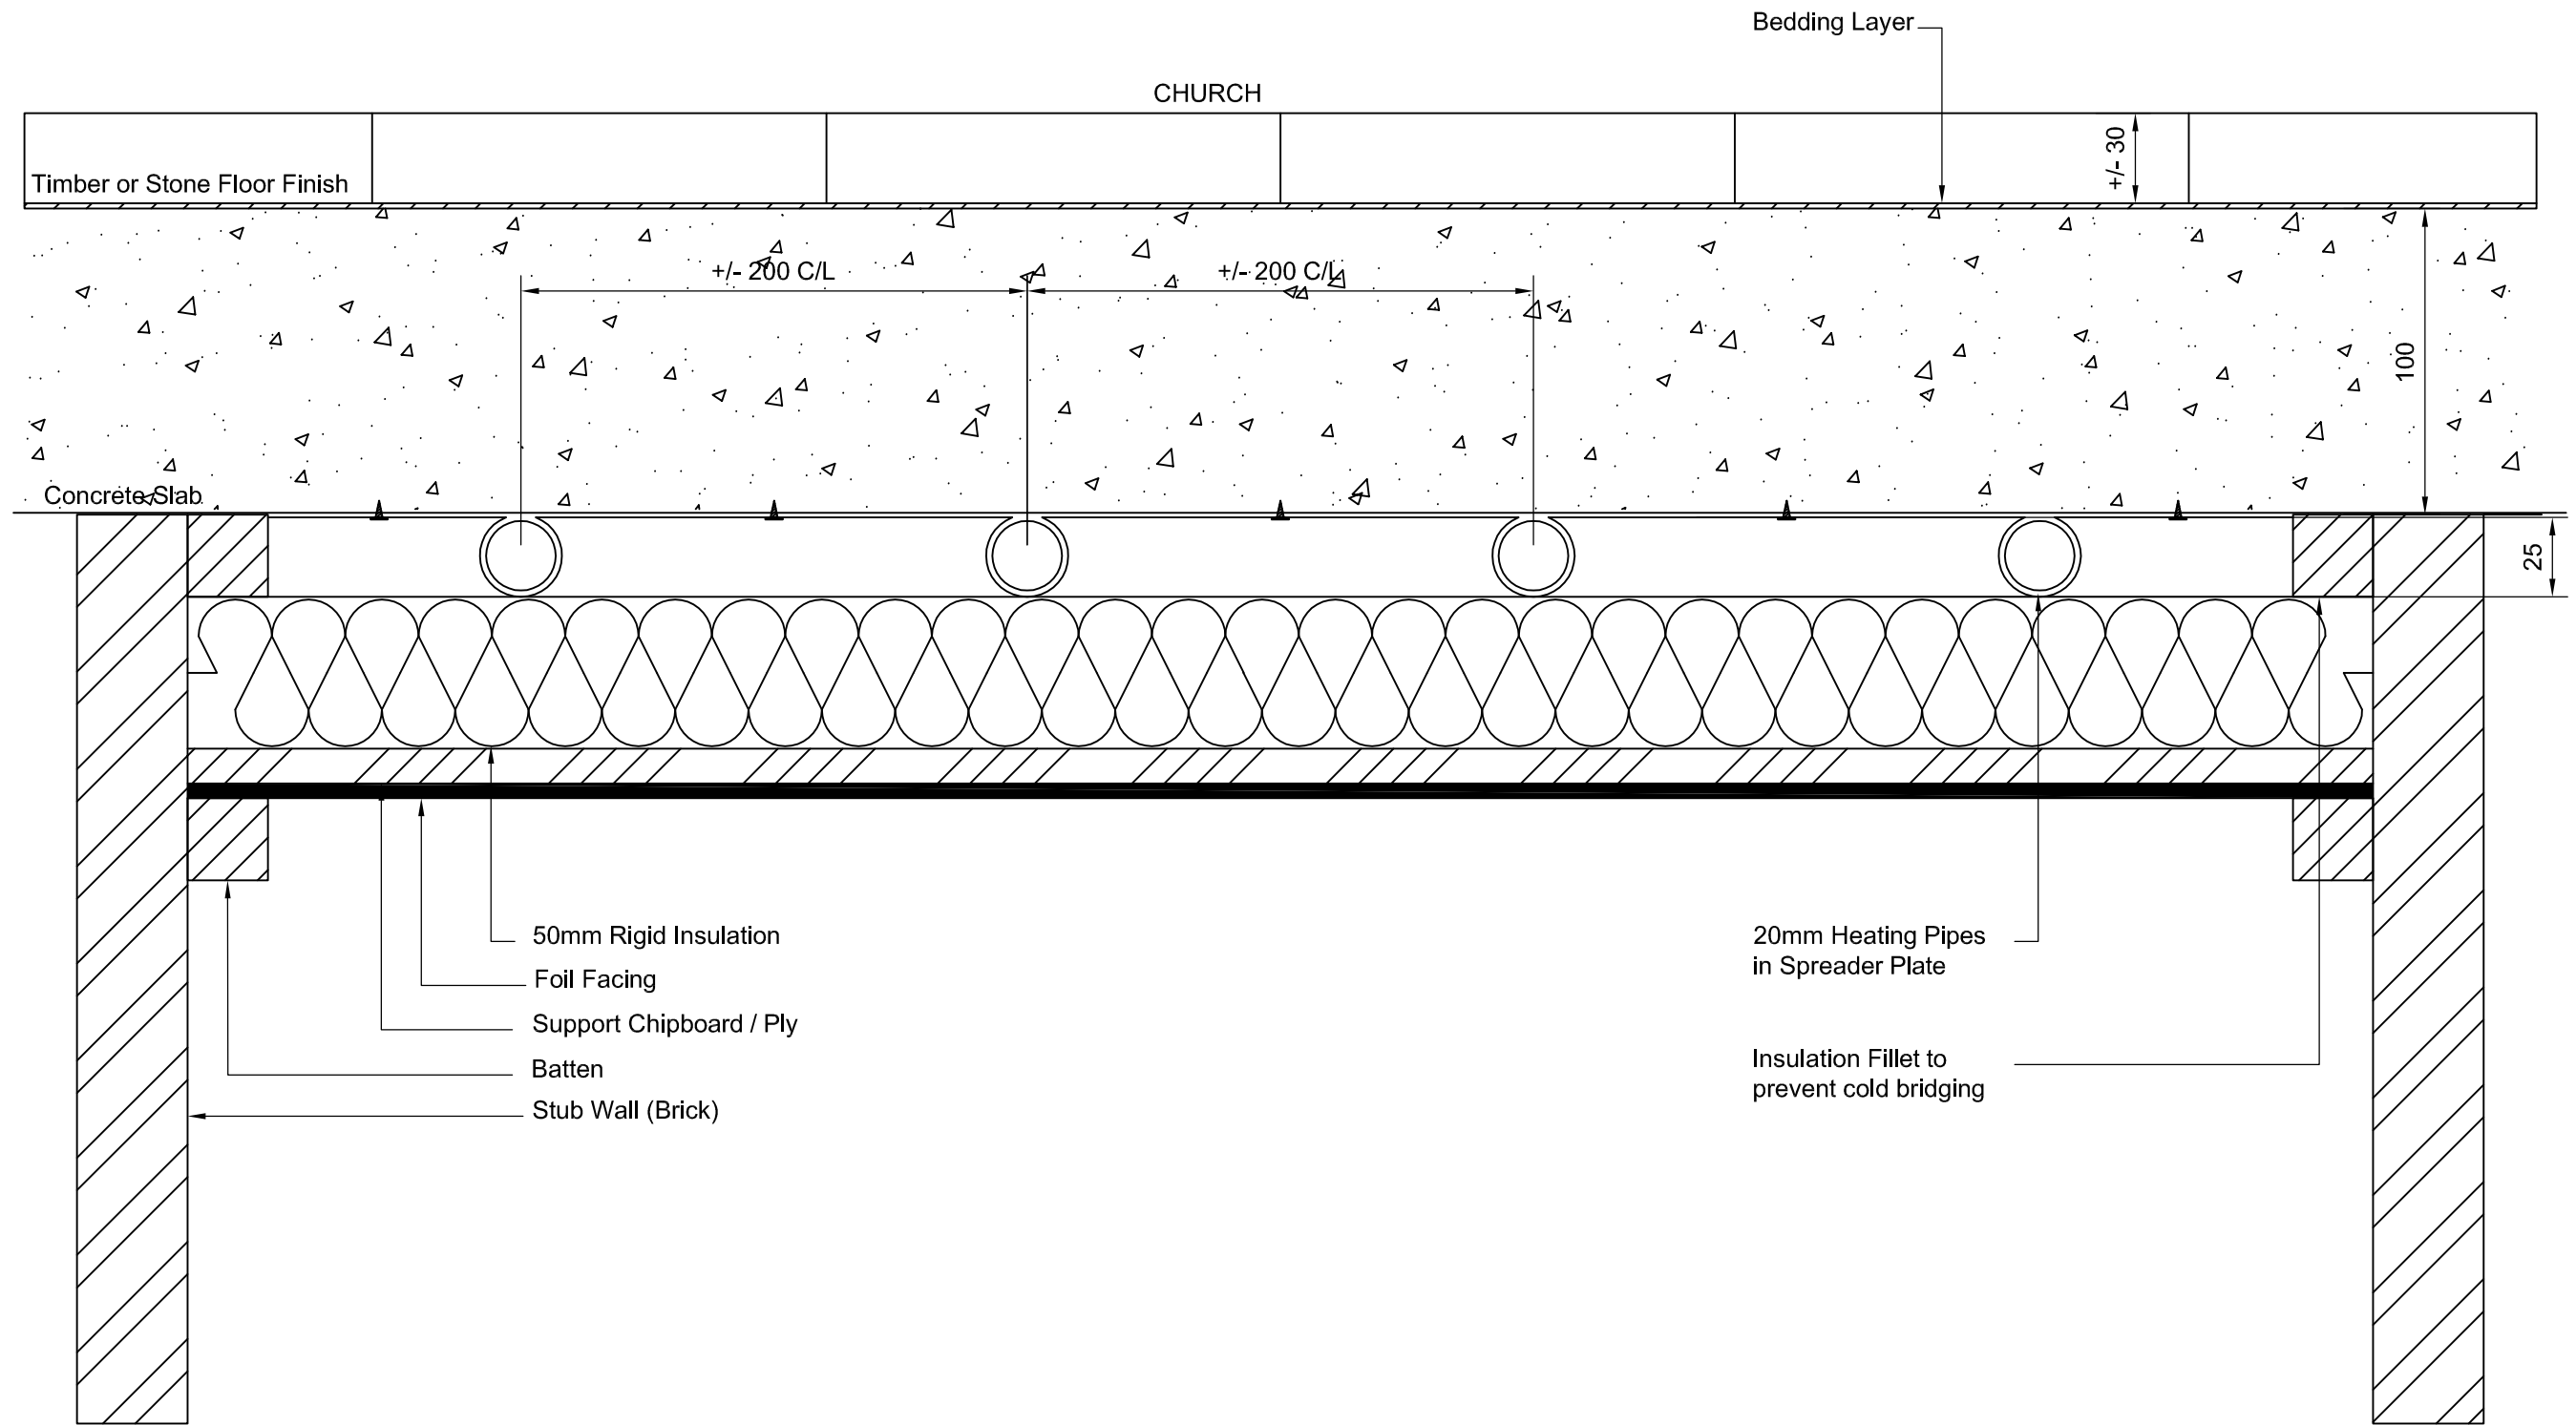 Bedding Layer
CHURCH
+/- 30
Timber or Stone Floor Finish
+/- 200 C/L
+/- 200 C/L
100
Concrete Slab
25
50mm Rigid Insulation
Foil Facing
Support Chipboard / Ply
Batten
Stub Wall (Brick)
20mm Heating Pipes
in Spreader Plate
Insulation Fillet to
prevent cold bridging